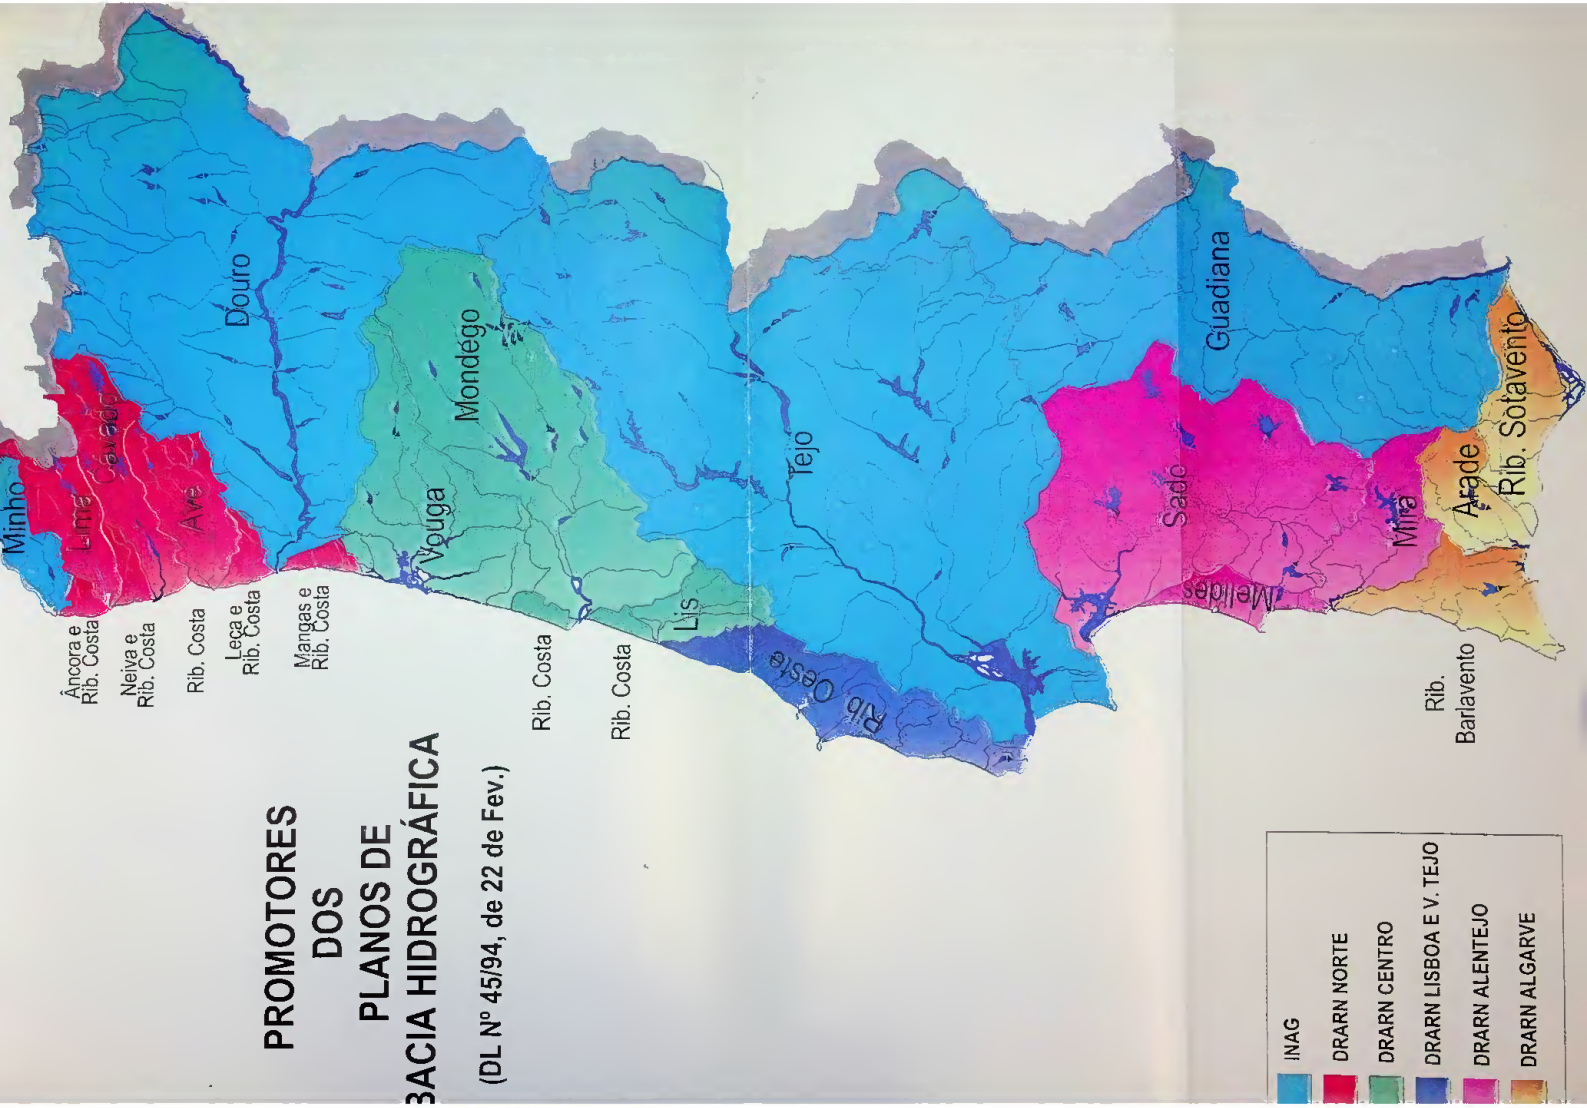 PROMOTORES
DOS
PLANOS DE
BACIA HIDROGRÁFICA
(DL Nº 45/94, de 22 de Fev.)
Minho
Lima
Cávado
Ave
Âncora e
Rib. Costa
Neiva e
Rib. Costa
Rib. Costa
Leça e
Rib. Costa
Mangas e
Rib. Costa
Douro
Vouga
Mondego
Rib. Costa
Lis
Rib. Costa
Rib Oeste
Tejo
Sado
Melides
Mira
Guadiana
Arade
Rib. Sotavento
Rib.
Barlavento
INAG
DRARN NORTE
DRARN CENTRO
DRARN LISBOA E V. TEJO
DRARN ALENTEJO
DRARN ALGARVE